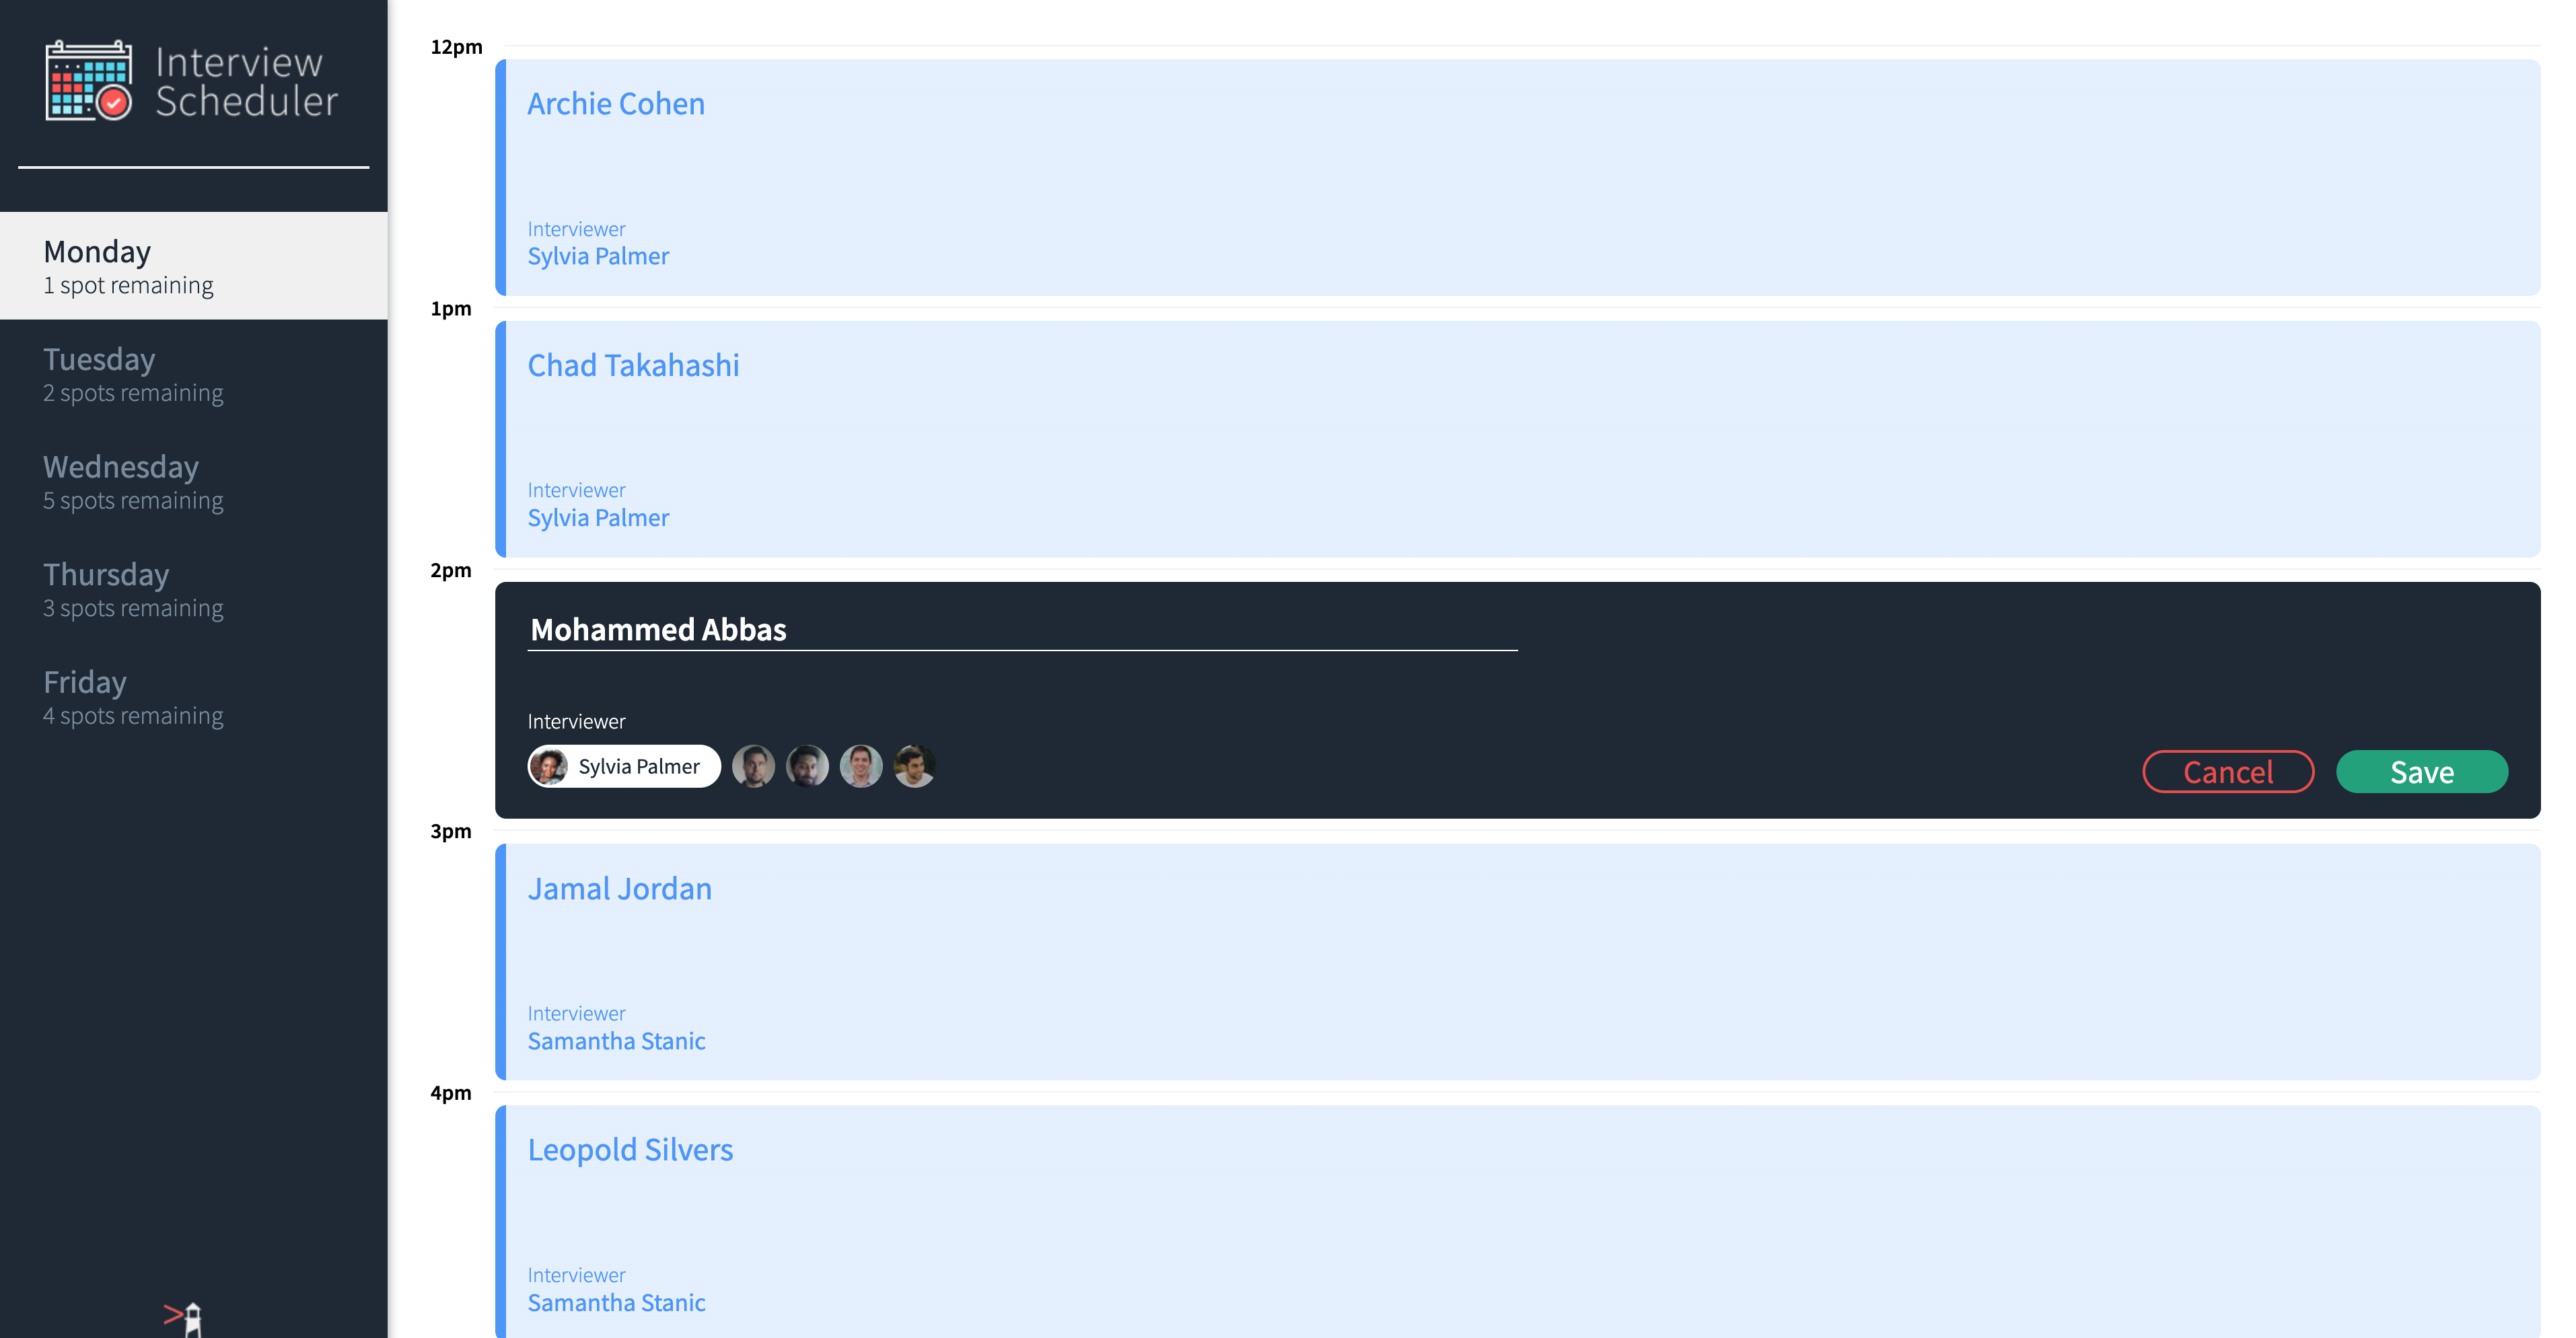 Interview
Scheduler
Monday
1 spot remaining
Tuesday
2 spots remaining
Wednesday
5 spots remaining
Thursday
3 spots remaining
Friday
4 spots remaining
12pm
Archie Cohen
Interviewer
Sylvia Palmer
1pm
Chad Takahashi
Interviewer
Sylvia Palmer
2pm
Mohammed Abbas
Interviewer
Sylvia Palmer
Cancel Save
3pm
Jamal Jordan
Interviewer
Samantha Stanic
4pm
Leopold Silvers
Interviewer
Samantha Stanic